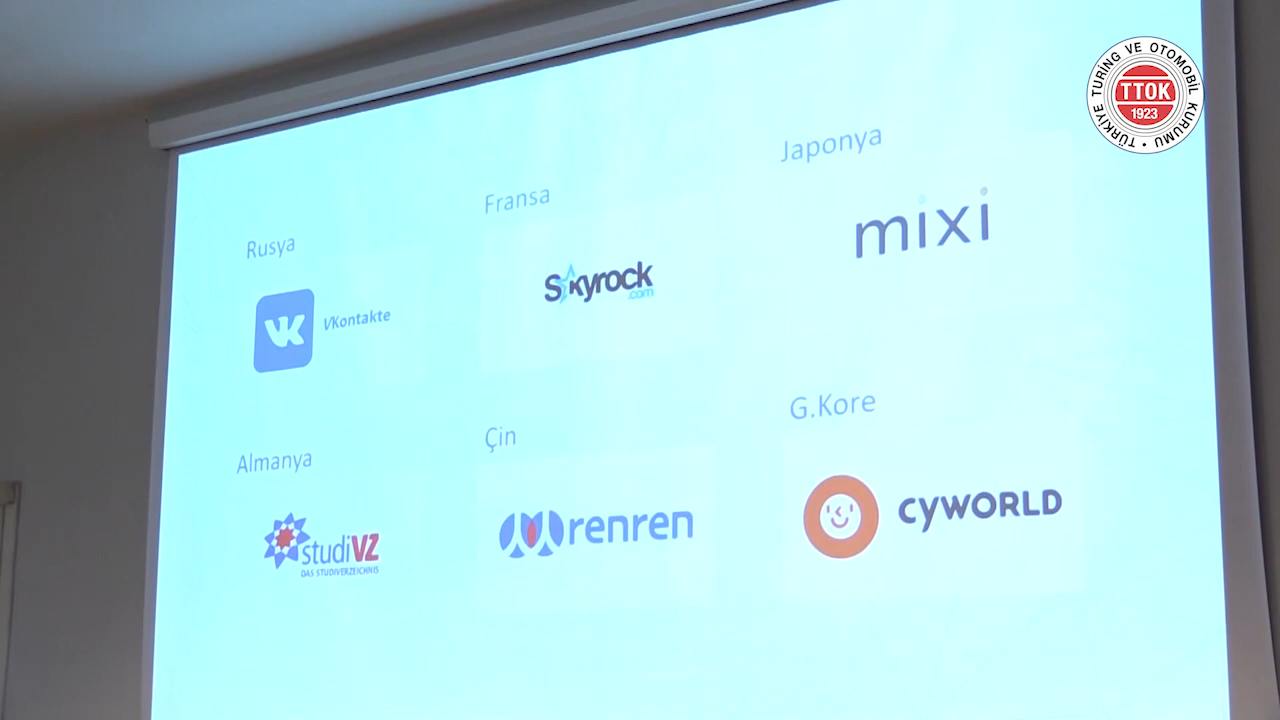 Rusya
VK
VKontakte
Fransa
Skyrock
.com
Japonya
mixi
Almanya
studiVZ
DAS STUDIVERZEICHNIS
Çin
renren
G.Kore
CYWORLD
TÜRKİYE TURİNG VE OTOMOBİL KURUMU
TTOK
1923